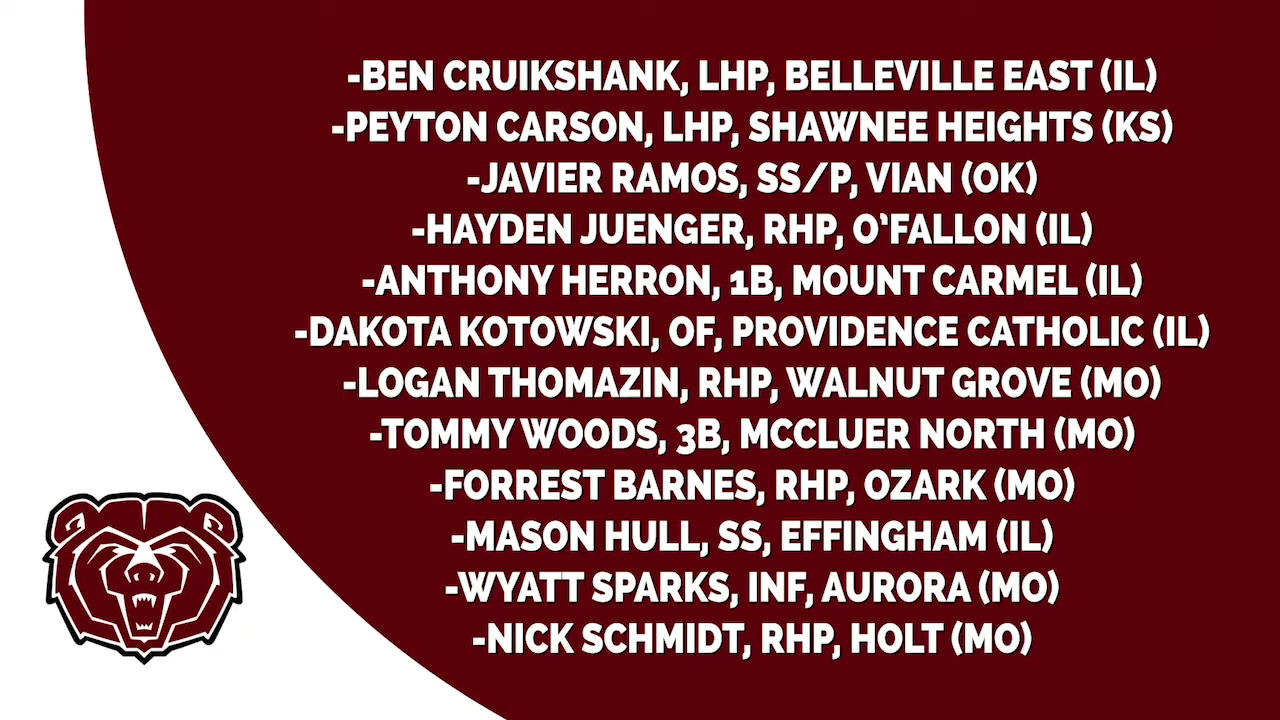 -BEN CRUIKSHANK, LHP, BELLEVILLE EAST (IL)
-PEYTON CARSON, LHP, SHAWNEE HEIGHTS (KS)
-JAVIER RAMOS, SS/P, VIAN (OK)
-HAYDEN JUENGER, RHP, O‘FALLON (IL)
-ANTHONY HERRON, 1B, MOUNT CARMEL (IL)
-DAKOTA KOTOWSKI, OF, PROVIDENCE CATHOLIC (IL)
-LOGAN THOMAZIN, RHP, WALNUT GROVE (MO)
-TOMMY WOODS, 3B, MCCLUER NORTH (MO)
-FORREST BARNES, RHP, OZARK (MO)
-MASON HULL, SS, EFFINGHAM (IL)
-WYATT SPARKS, INF, AURORA (MO)
-NICK SCHMIDT, RHP, HOLT (MO)